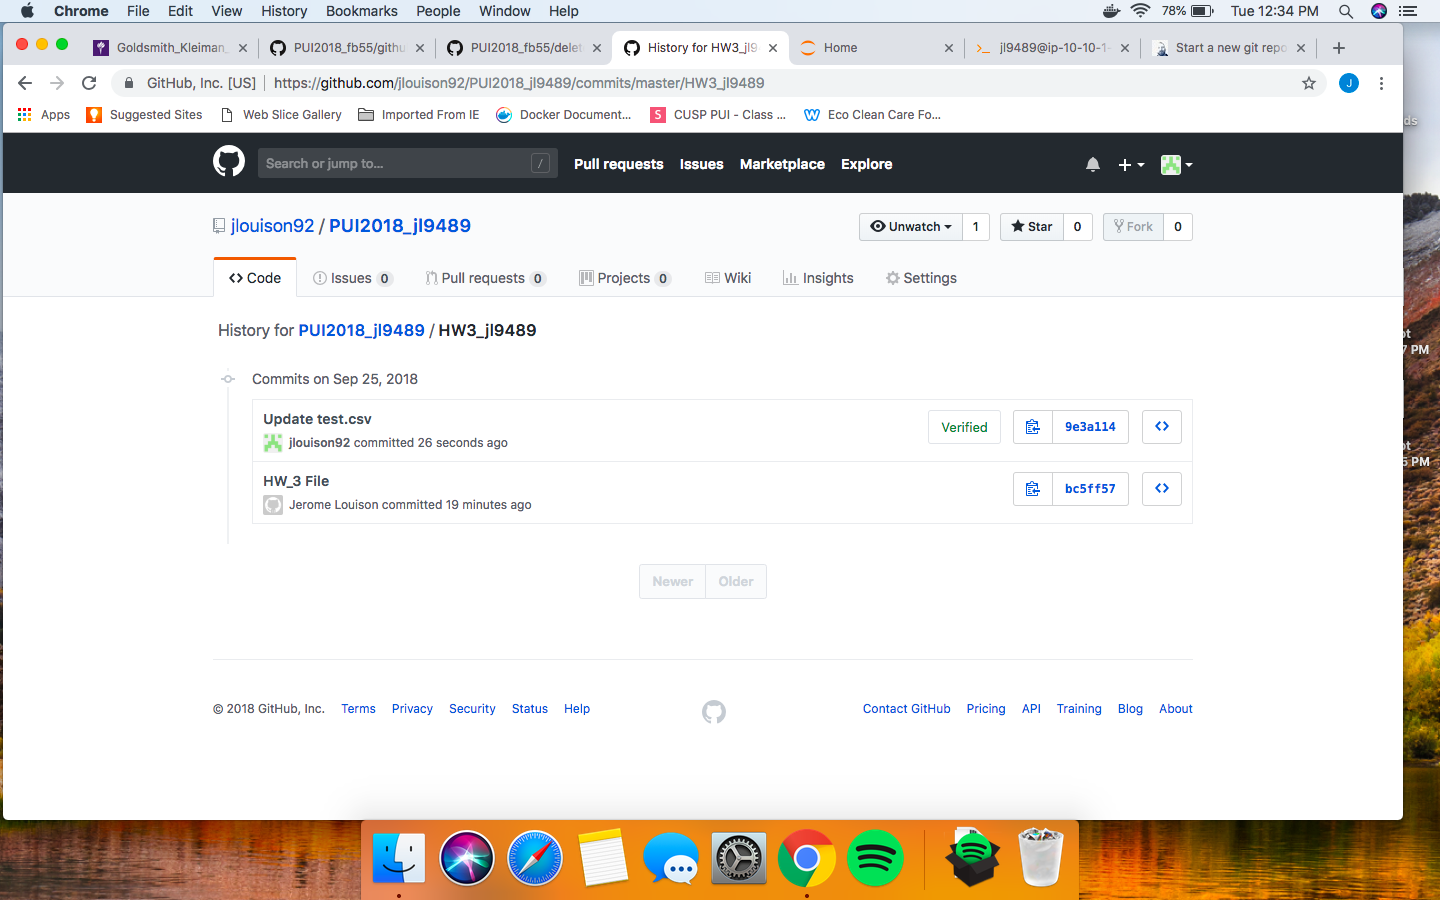 Chrome File Edit View History Bookmarks People Window Help 78% Tue 12:34 PM
Goldsmith_Kleiman_ PUI2018_fb55/githu PUI2018_fb55/delet History for HW3_jl9 Home jl9489@ip-10-10-1- Start a new git repo
GitHub, Inc. [US] https://github.com/jlouison92/PUI2018_jl9489/commits/master/HW3_jl9489 J
Apps Suggested Sites Web Slice Gallery Imported From IE Docker Document... S CUSP PUI - Class ... W Eco Clean Care Fo...
ds
Search or jump to... / Pull requests Issues Marketplace Explore
jlouison92 / PUI2018_jl9489 Unwatch 1 Star 0 Fork 0
Code Issues 0 Pull requests 0 Projects 0 Wiki Insights Settings
History for PUI2018_jl9489 / HW3_jl9489
ot
7 PM
Commits on Sep 25, 2018
Update test.csv
jlouison92 committed 26 seconds ago Verified 9e3a114
ot
5 PM
HW_3 File
Jerome Louison committed 19 minutes ago bc5ff57
Newer Older
© 2018 GitHub, Inc. Terms Privacy Security Status Help Contact GitHub Pricing API Training Blog About